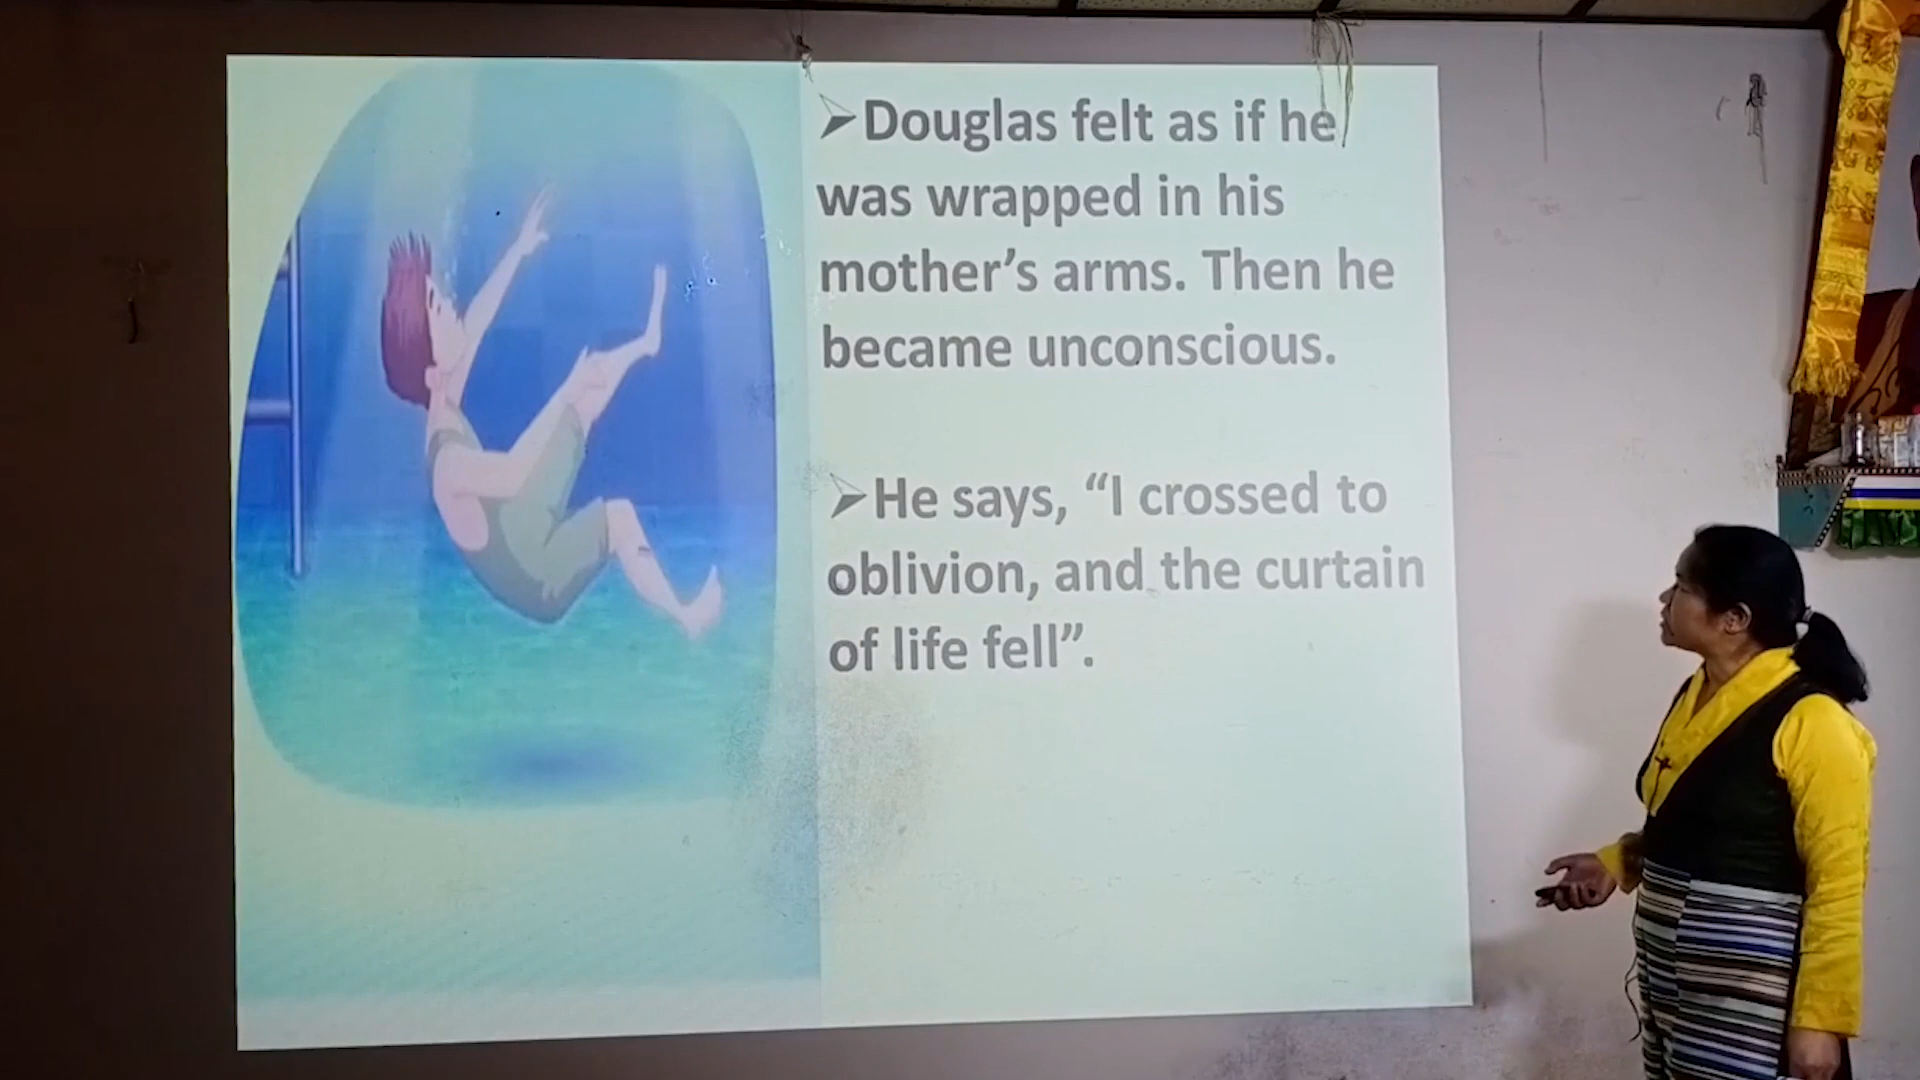 ➢Douglas felt as if he
was wrapped in his
mother’s arms. Then he
became unconscious.
➢He says, “I crossed to
oblivion, and the curtain
of life fell”.